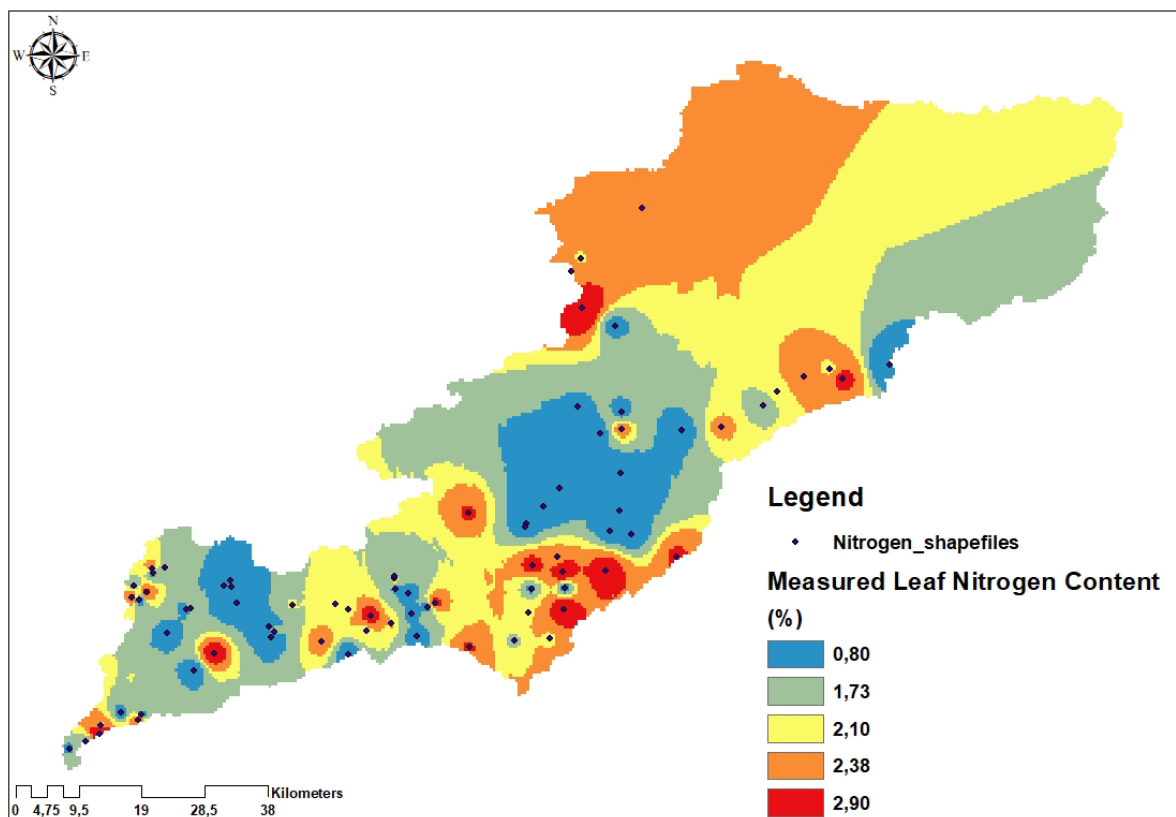 N
W E
S
Legend
Nitrogen_shapefiles
Measured Leaf Nitrogen Content
(%)
0,80
1,73
2,10
2,38
2,90
Kilometers
0 4,75 9,5 19 28,5 38